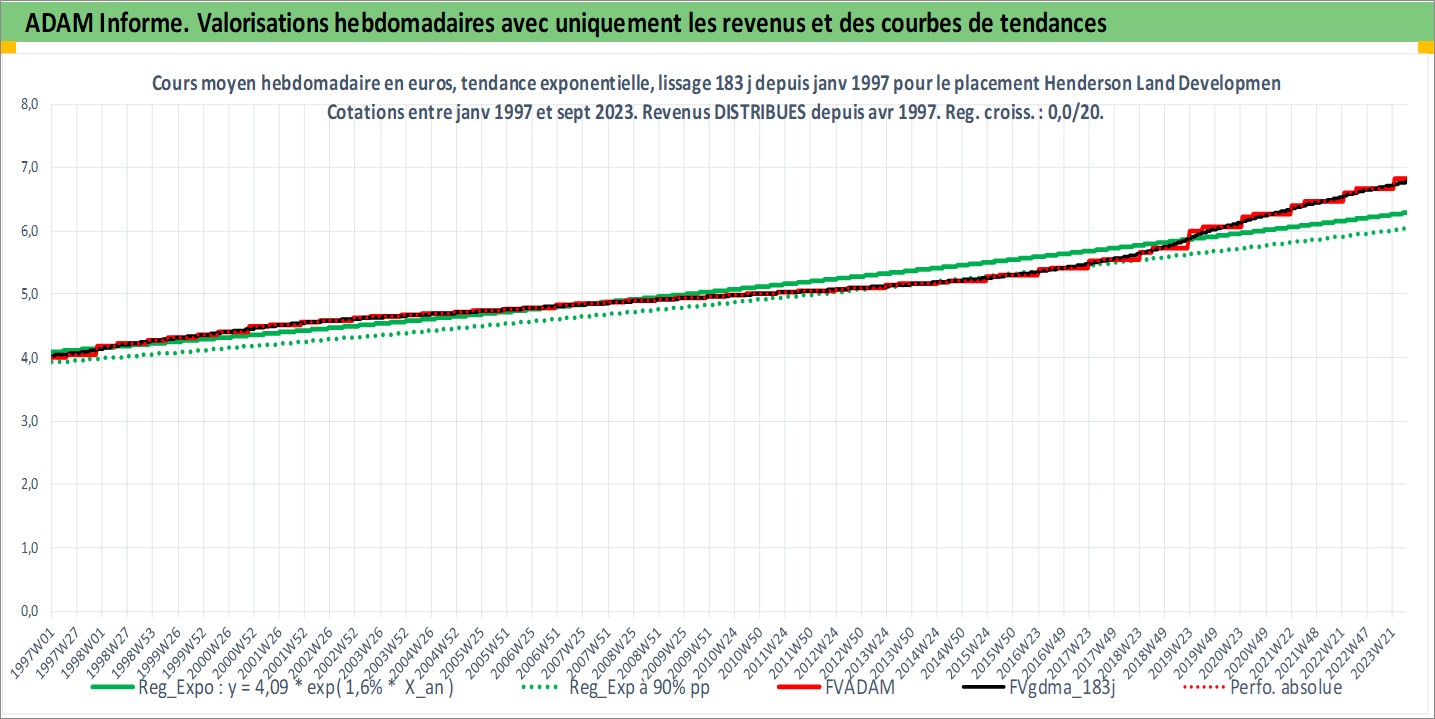 ADAM Informe. Valorisations hebdomadaires avec uniquement les revenus et des courbes de tendances
Cours moyen hebdomadaire en euros, tendance exponentielle, lissage 183 j depuis janv 1997 pour le placement Henderson Land Developmen
Cotations entre janv 1997 et sept 2023. Revenus DISTRIBUES depuis avr 1997. Reg. croiss. : 0,0/20.
8,0
7,0
6,0
5,0
4,0
3,0
2,0
1,0
0,0
1997W01
1997W27
1998W01
1998W27
1998W53
1999W26
1999W52
2000W26
2000W52
2001W26
2001W52
2002W26
2002W52
2003W26
2003W52
2004W26
2004W52
2005W25
2005W51
2006W25
2006W51
2007W25
2007W51
2008W25
2008W51
2009W25
2009W51
2010W24
2010W50
2011W24
2011W50
2012W24
2012W50
2013W24
2013W50
2014W24
2014W50
2015W24
2015W50
2016W23
2016W49
2017W23
2017W49
2018W23
2018W49
2019W23
2019W49
2020W23
2020W49
2021W22
2021W48
2022W21
2022W47
2023W21
Reg_Expo : y = 4,09 * exp( 1,6% * X_an )
Reg_Exp à 90% pp
FVADAM
FVgdma_183j
Perfo. absolue